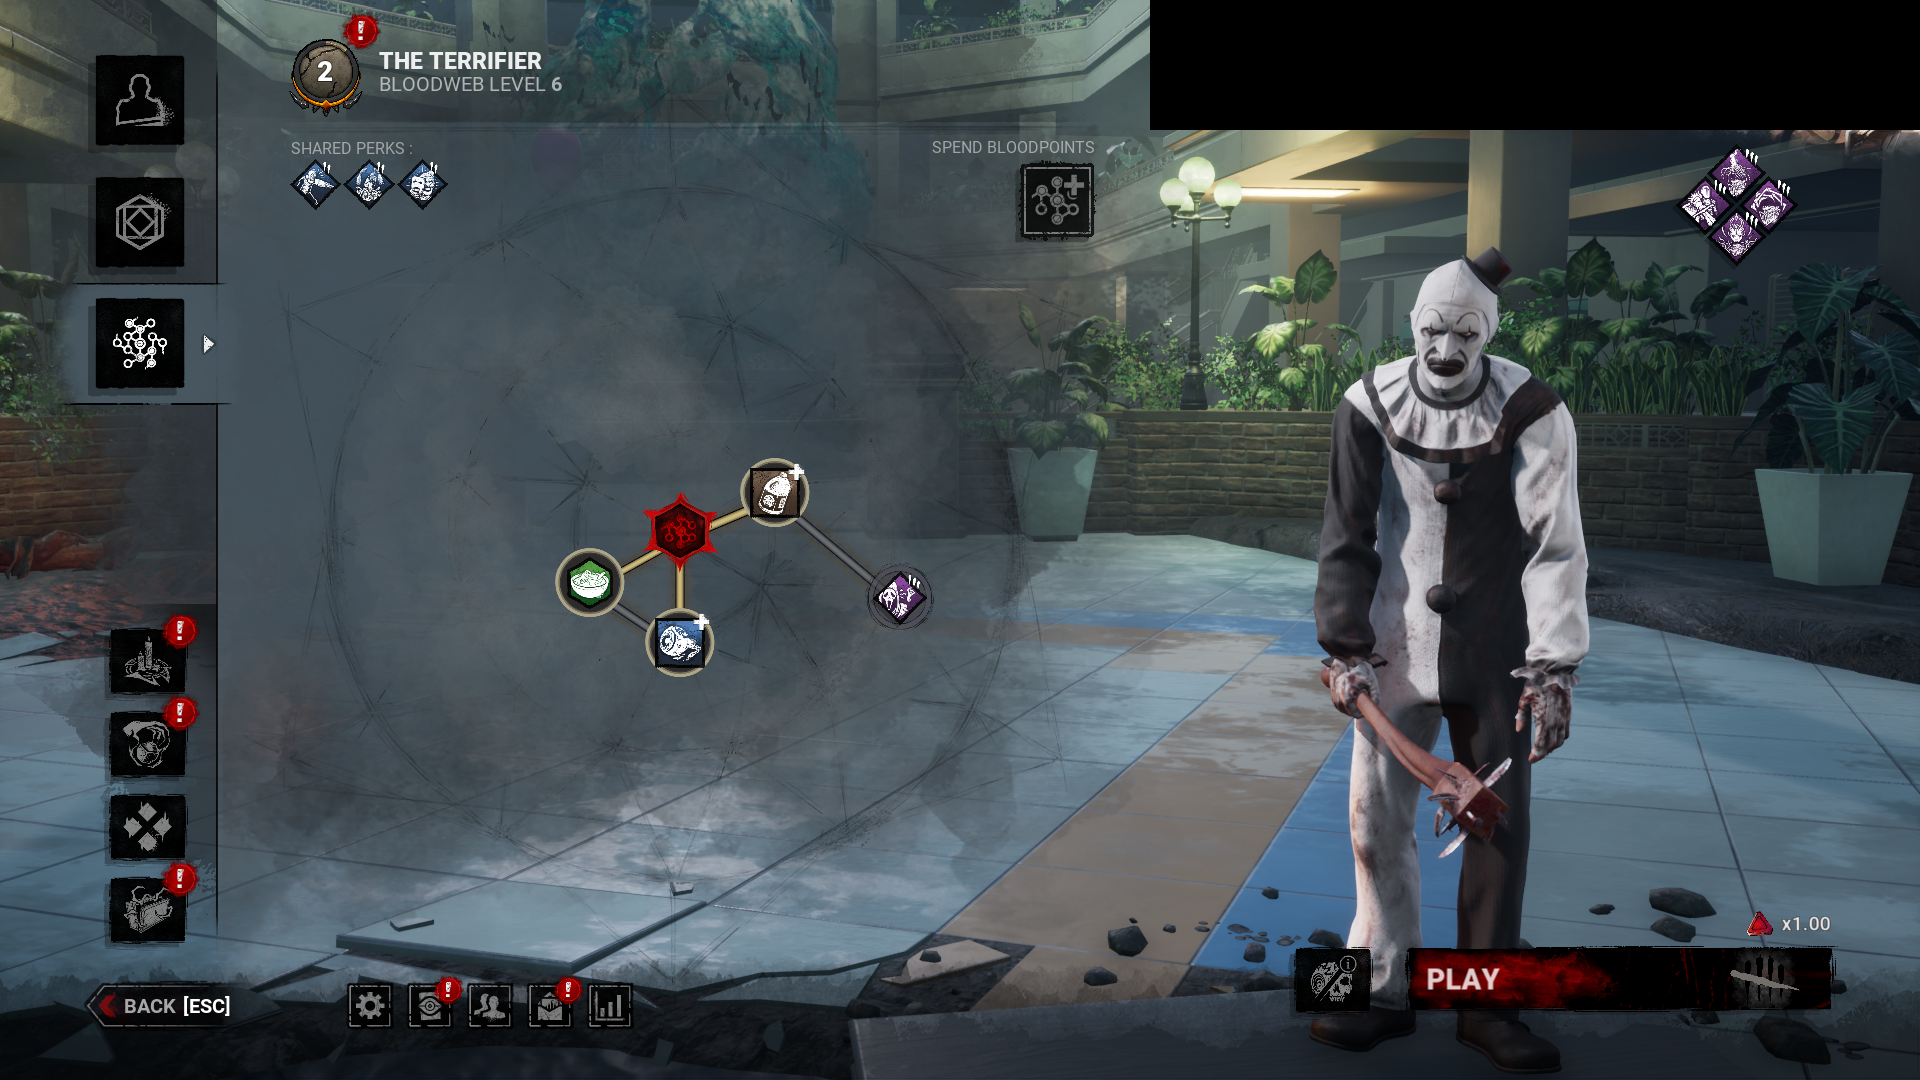 2
THE TERRIFIER
BLOODWEB LEVEL 6
SHARED PERKS :
SPEND BLOODPOINTS
x1.00
PLAY
BACK [ESC]